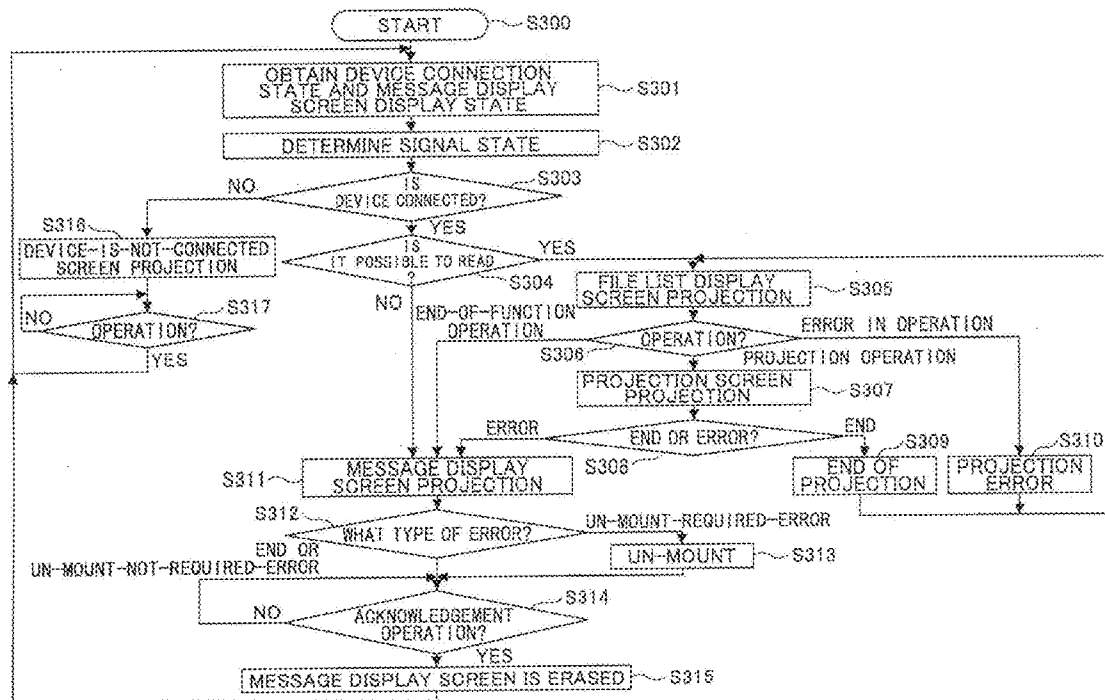 START
S300
OBTAIN DEVICE CONNECTION
STATE AND MESSAGE DISPLAY
SCREEN DISPLAY STATE
S301
DETERMINE SIGNAL STATE
S302
IS
DEVICE CONNECTED?
S303
NO
YES
S316
DEVICE-IS-NOT-CONNECTED
SCREEN PROJECTION
NO
OPERATION?
S317
YES
IS
IT POSSIBLE TO READ
?
S304
YES
NO
FILE LIST DISPLAY
SCREEN PROJECTION
S305
END-OF-FUNCTION
OPERATION
OPERATION?
S306
ERROR IN OPERATION
PROJECTION OPERATION
PROJECTION SCREEN
PROJECTION
S307
ERROR
END OR ERROR?
S308
END
S309
END OF
PROJECTION
S310
PROJECTION
ERROR
S311
MESSAGE DISPLAY
SCREEN PROJECTION
S312
WHAT TYPE OF ERROR?
UN-MOUNT-REQUIRED-ERROR
UN-MOUNT
S313
END OR
UN-MOUNT-NOT-REQUIRED-ERROR
NO
ACKNOWLEDGEMENT
OPERATION?
S314
YES
MESSAGE DISPLAY SCREEN IS ERASED
S315